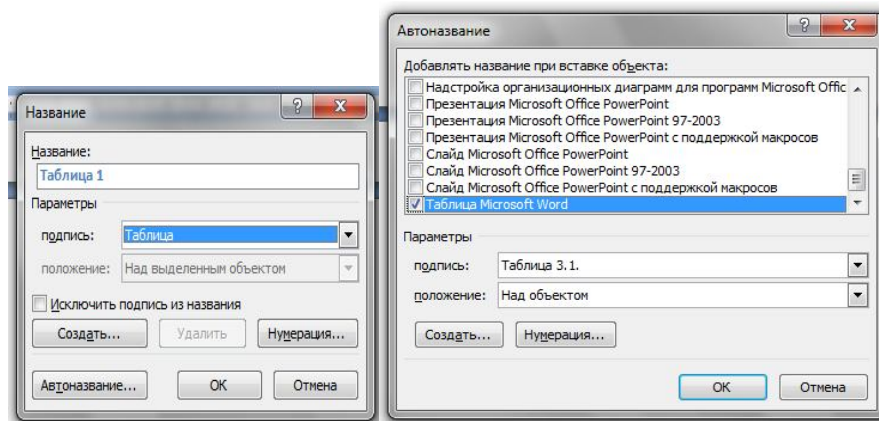 Название
Название:
Таблица 1
Параметры
подпись: Таблица
положение: Над выделенным объектом
Исключить подпись из названия
Создать... Удалить Нумерация...
Автоназвание... ОК Отмена
Автоназвание
Добавлять название при вставке объекта:
Надстройка организационных диаграмм для программ Microsoft Offic
Презентация Microsoft Office PowerPoint
Презентация Microsoft Office PowerPoint 97-2003
Презентация Microsoft Office PowerPoint с поддержкой макросов
Слайд Microsoft Office PowerPoint
Слайд Microsoft Office PowerPoint 97-2003
Слайд Microsoft Office PowerPoint с поддержкой макросов
Таблица Microsoft Word
Параметры
подпись: Таблица 3.1.
положение: Над объектом
Создать... Нумерация...
ОК Отмена